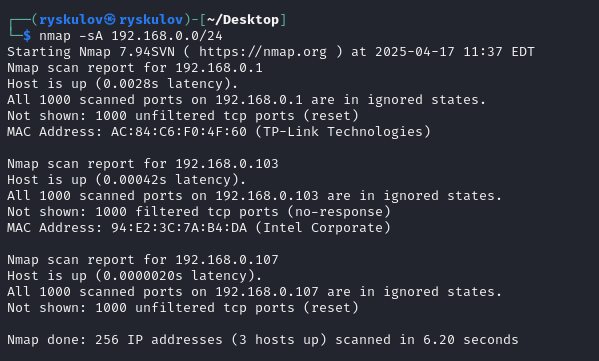 ┌──(ryskulov㉿ryskulov)-[~/Desktop]
└─$ nmap -sA 192.168.0.0/24
Starting Nmap 7.94SVN ( https://nmap.org ) at 2025-04-17 11:37 EDT
Nmap scan report for 192.168.0.1
Host is up (0.0028s latency).
All 1000 scanned ports on 192.168.0.1 are in ignored states.
Not shown: 1000 unfiltered tcp ports (reset)
MAC Address: AC:84:C6:F0:4F:60 (TP-Link Technologies)

Nmap scan report for 192.168.0.103
Host is up (0.00042s latency).
All 1000 scanned ports on 192.168.0.103 are in ignored states.
Not shown: 1000 filtered tcp ports (no-response)
MAC Address: 94:E2:3C:7A:B4:DA (Intel Corporate)

Nmap scan report for 192.168.0.107
Host is up (0.0000020s latency).
All 1000 scanned ports on 192.168.0.107 are in ignored states.
Not shown: 1000 unfiltered tcp ports (reset)

Nmap done: 256 IP addresses (3 hosts up) scanned in 6.20 seconds